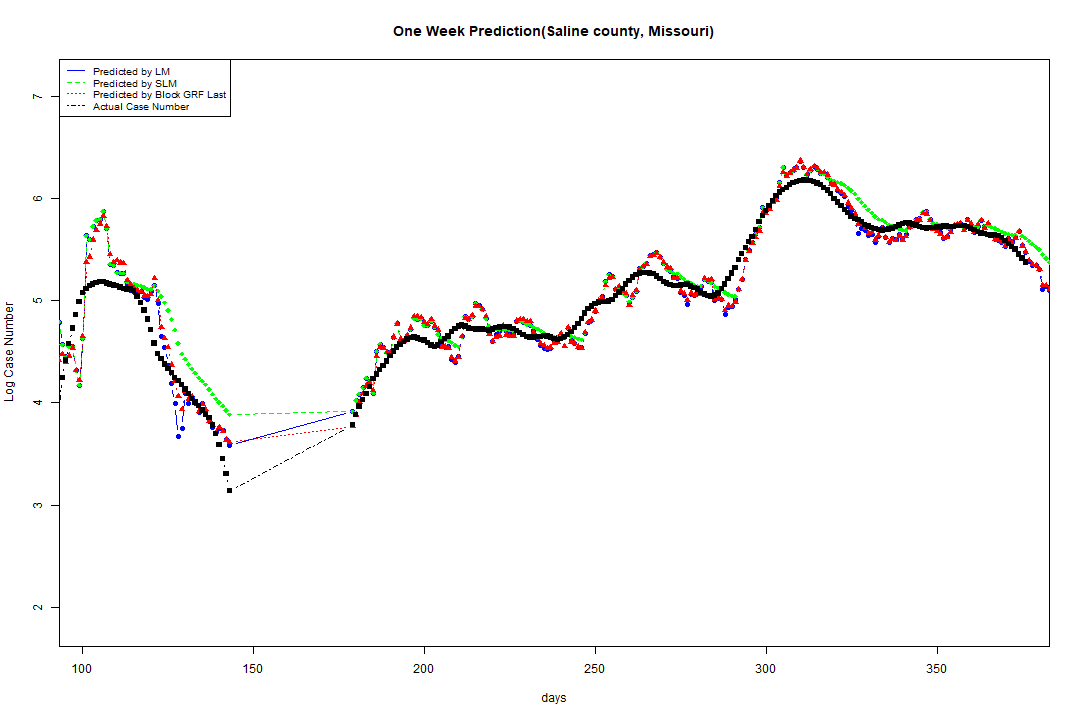 One Week Prediction(Saline county, Missouri)
Predicted by LM
Predicted by SLM
Predicted by Block GRF Last
Actual Case Number
7
6
5
4
3
2
Log Case Number
100 150 200 250 300 350
days